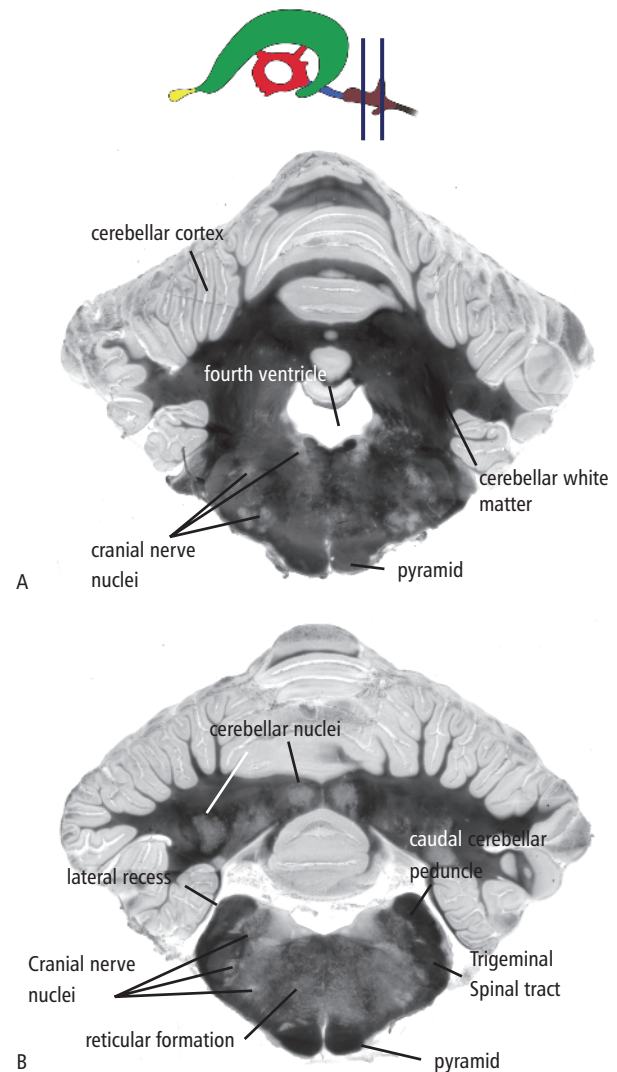 cerebellar cortex
fourth ventricle
cerebellar white
matter
cranial nerve
nuclei
pyramid
A
cerebellar nuclei
caudal cerebellar
peduncle
lateral recess
Cranial nerve
nuclei
Trigeminal
Spinal tract
reticular formation
pyramid
B